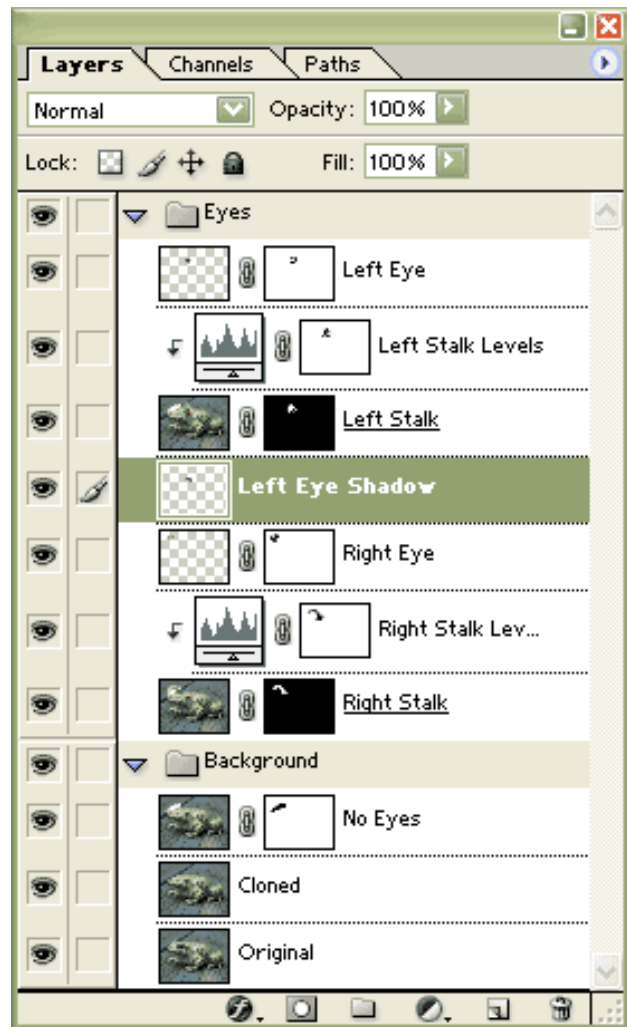 Layers Channels Paths
Normal Opacity: 100%
Lock: Fill: 100%
Eyes
Left Eye
Left Stalk Levels
Left Stalk
Left Eye Shadow
Right Eye
Right Stalk Lev...
Right Stalk
Background
No Eyes
Cloned
Original